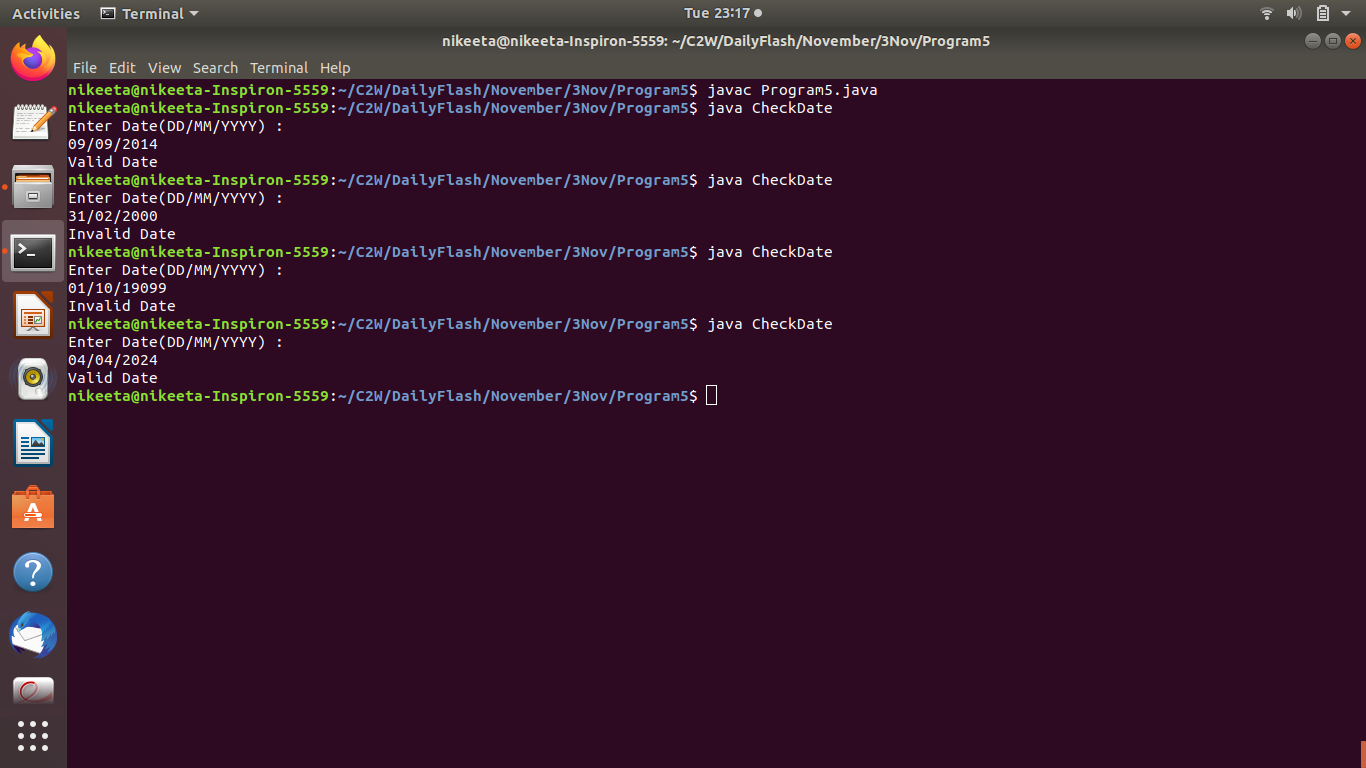 Activities Terminal Tue 23:17
nikeeta@nikeeta-Inspiron-5559: ~/C2W/DailyFlash/November/3Nov/Program5
File Edit View Search Terminal Help
nikeeta@nikeeta-Inspiron-5559:~/C2W/DailyFlash/November/3Nov/Program5$ javac Program5.java
nikeeta@nikeeta-Inspiron-5559:~/C2W/DailyFlash/November/3Nov/Program5$ java CheckDate
Enter Date(DD/MM/YYYY) :
09/09/2014
Valid Date
nikeeta@nikeeta-Inspiron-5559:~/C2W/DailyFlash/November/3Nov/Program5$ java CheckDate
Enter Date(DD/MM/YYYY) :
31/02/2000
Invalid Date
nikeeta@nikeeta-Inspiron-5559:~/C2W/DailyFlash/November/3Nov/Program5$ java CheckDate
Enter Date(DD/MM/YYYY) :
01/10/19099
Invalid Date
nikeeta@nikeeta-Inspiron-5559:~/C2W/DailyFlash/November/3Nov/Program5$ java CheckDate
Enter Date(DD/MM/YYYY) :
04/04/2024
Valid Date
nikeeta@nikeeta-Inspiron-5559:~/C2W/DailyFlash/November/3Nov/Program5$